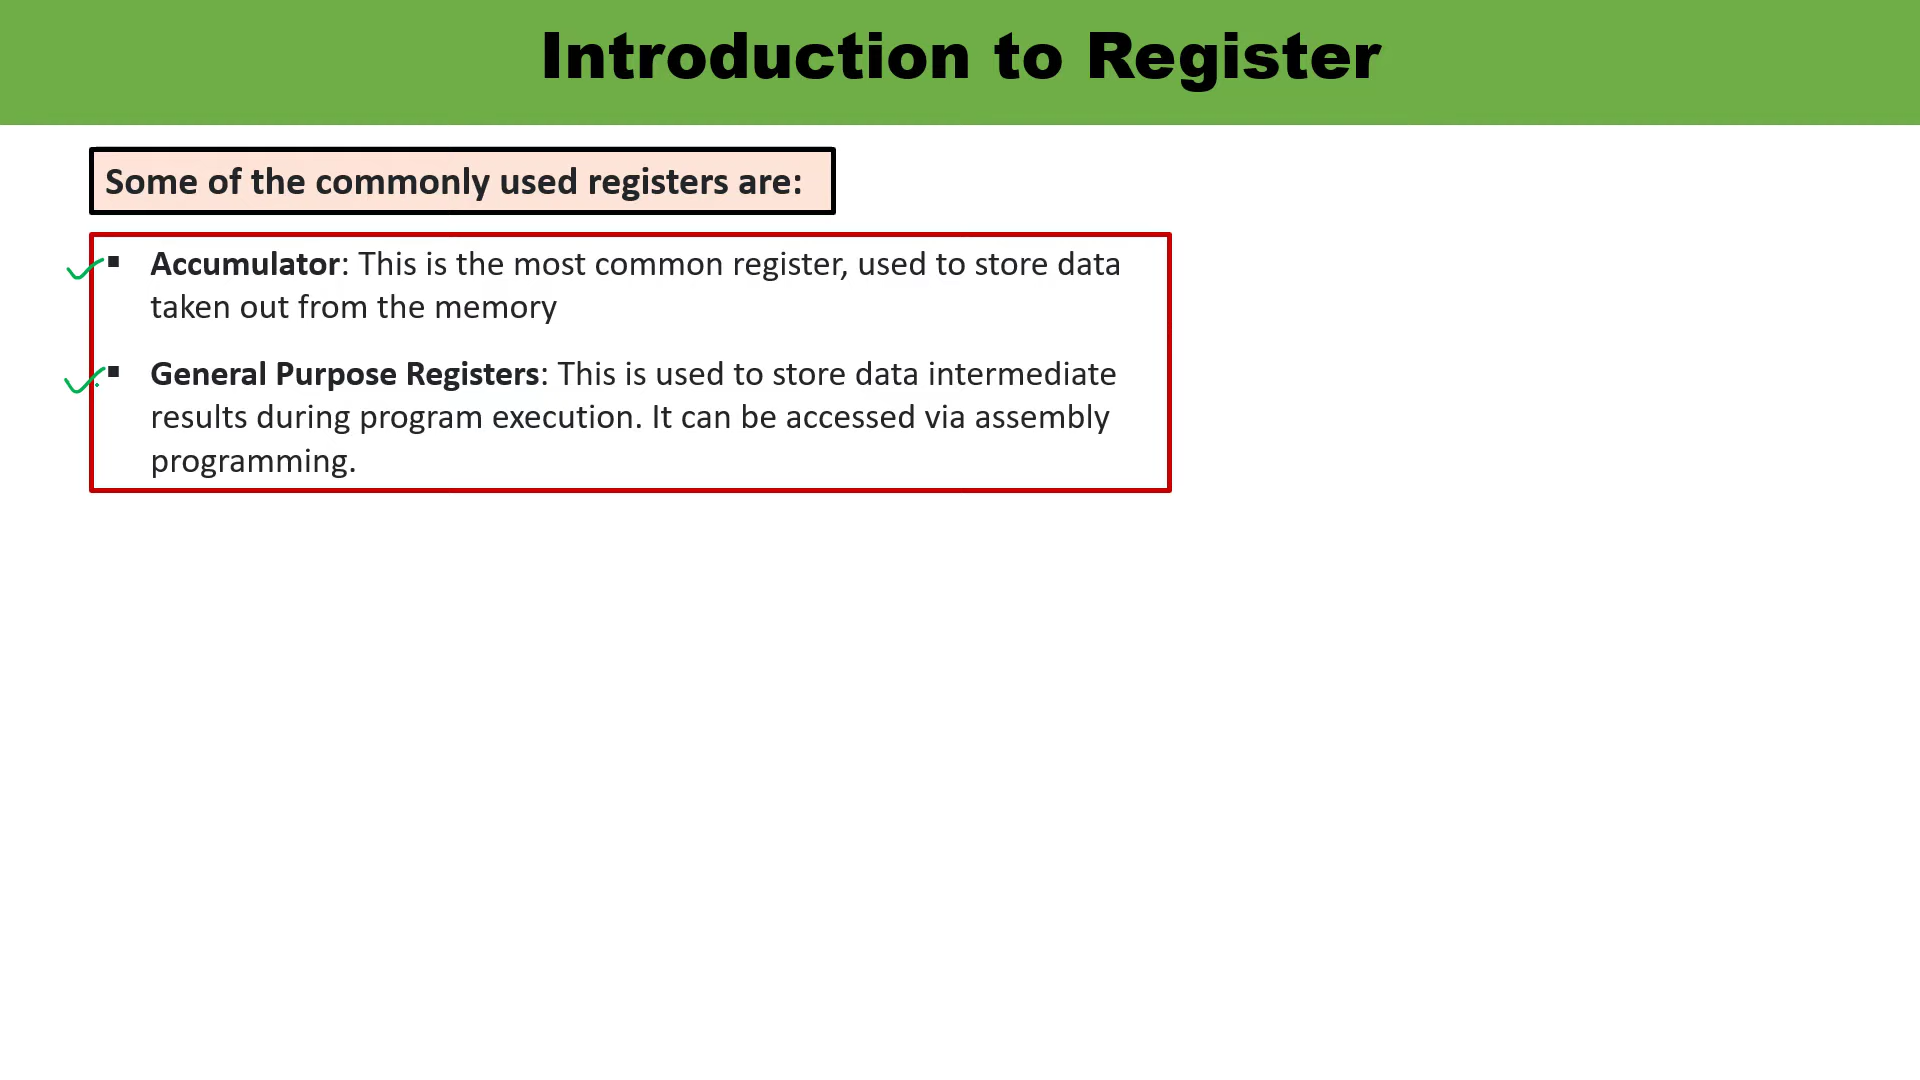 Introduction to Register
Some of the commonly used registers are:
▪ Accumulator: This is the most common register, used to store data
taken out from the memory
▪ General Purpose Registers: This is used to store data intermediate
results during program execution. It can be accessed via assembly
programming.